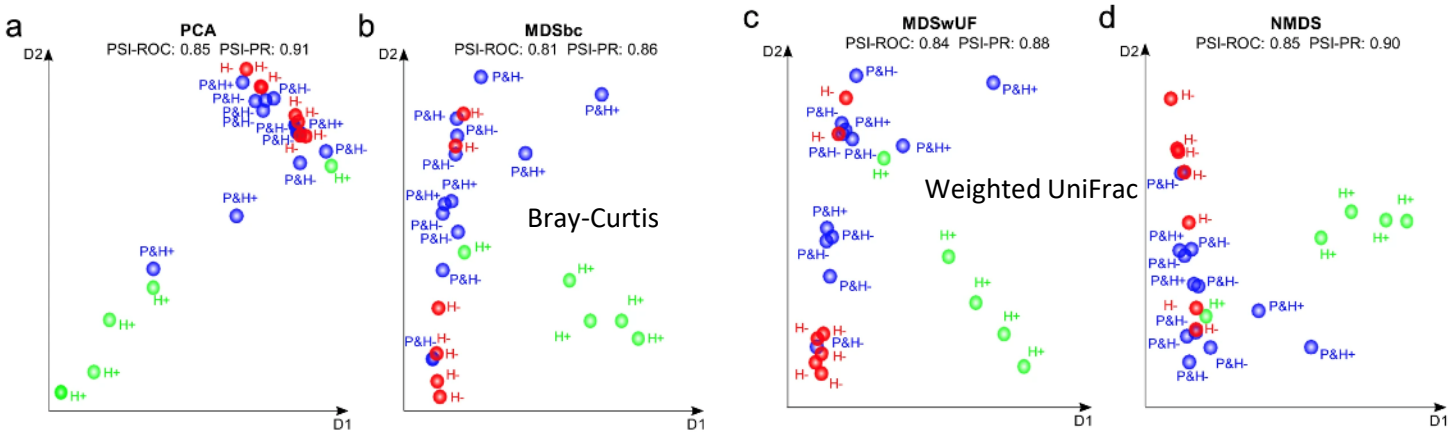 a
PCA
PSI-ROC: 0.85 PSI-PR: 0.91
D2
H-
H-
P&H+
H-
P&H-
P&H-
P&H-
H-
P&H-
P&H+
P&H-
H-
H-
P&H-
P&H-
H+
P&H+
P&H+
H+
H+
H+
H+
b
MDSbc
PSI-ROC: 0.81 PSI-PR: 0.86
D2
P&H-
P&H+
H-
P&H-
P&H-
H-
P&H-
P&H+
P&H+
P&H+
P&H-
P&H-
H+
P&H-
Bray-Curtis
H+
H+
H+
H+
H-
P&H-
H-
H-
H-
D1
c
MDSwUF
PSI-ROC: 0.84 PSI-PR: 0.88
D2
P&H-
P&H+
H-
P&H-
P&H+
H-
P&H-
P&H-
P&H+
H+
Weighted UniFrac
P&H+
P&H-
P&H-
H+
H+
H+
H+
H-
H-
P&H-
H-
H-
H-
D1
d
NMDS
PSI-ROC: 0.85 PSI-PR: 0.90
D2
H-
H-
H-
P&H-
H-
H+
H+
H+
H+
H-
P&H+
P&H-
P&H-
P&H+
P&H-
H-
H+
P&H+
P&H-
H-
P&H-
P&H-
P&H+
P&H-
D1